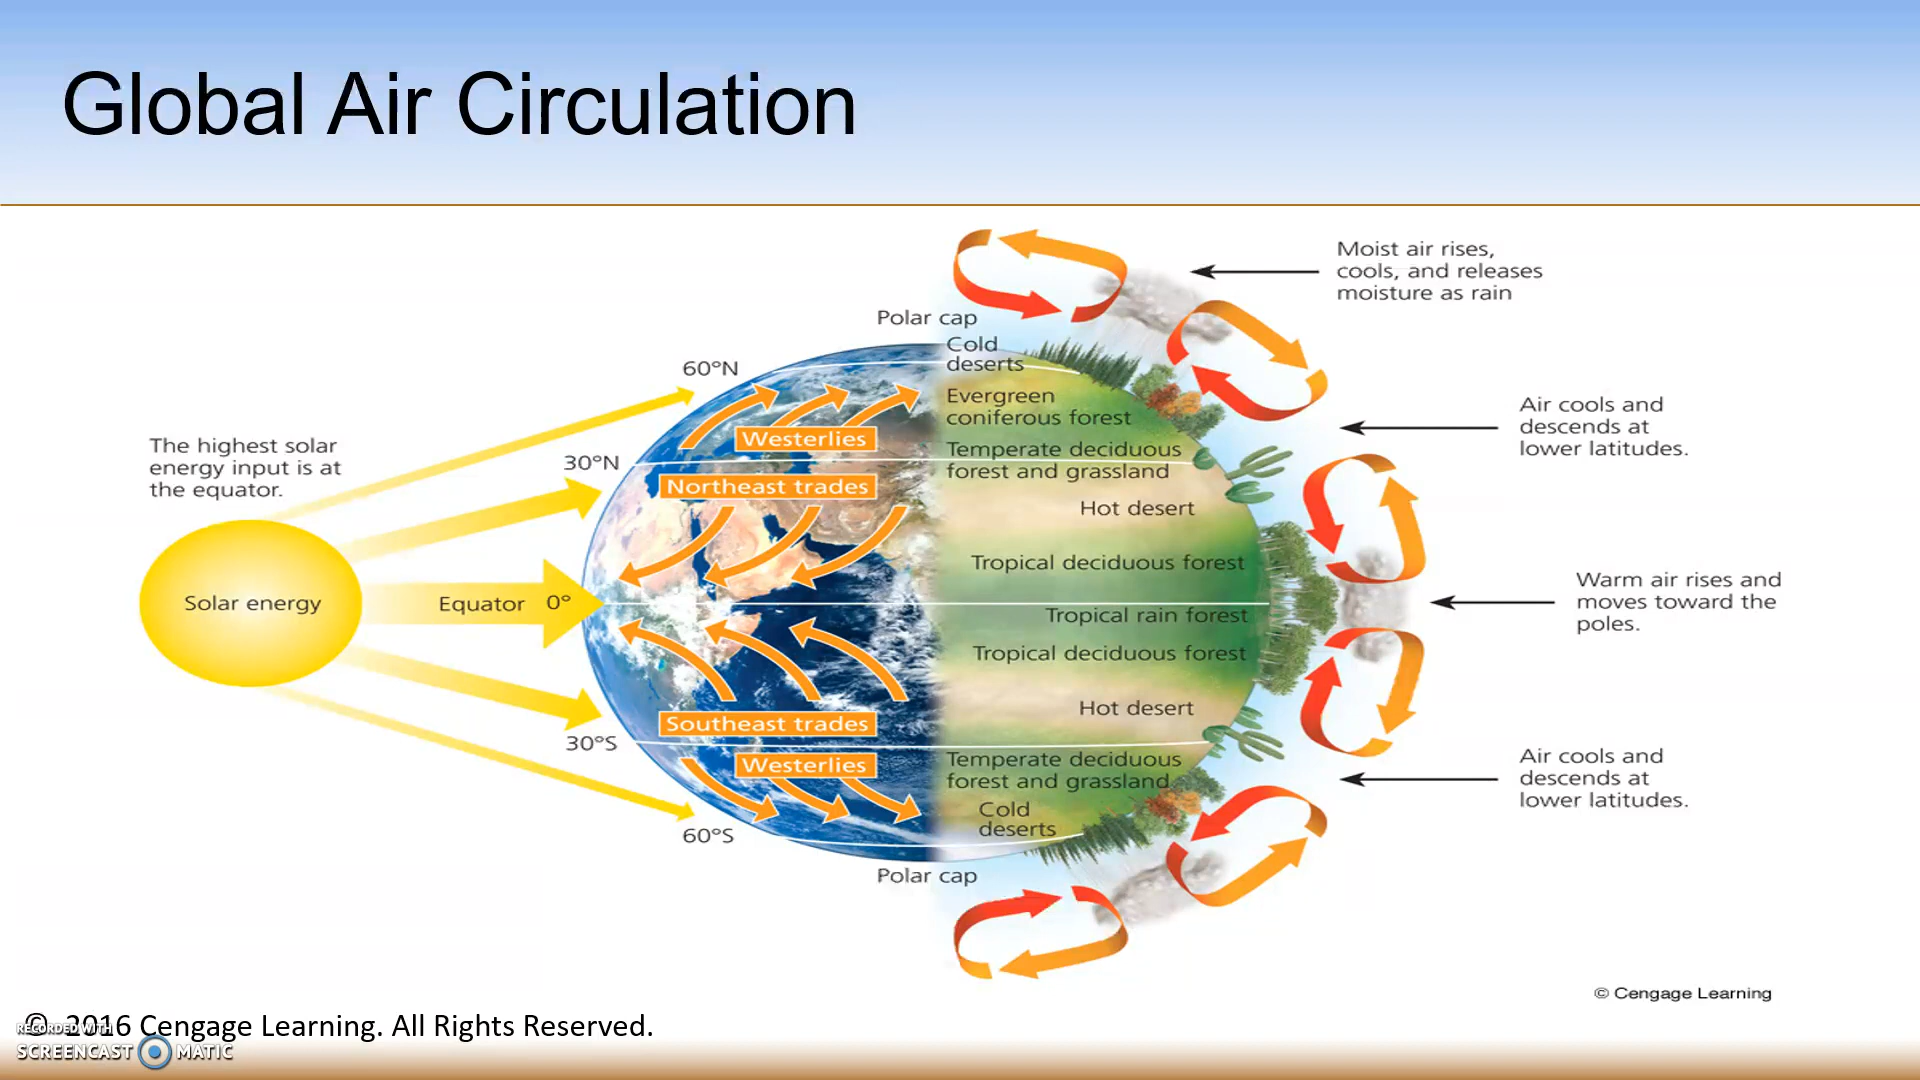 Global Air Circulation
Moist air rises,
cools, and releases
moisture as rain
Polar cap
Cold
deserts
60°N
Evergreen
coniferous forest
Air cools and
descends at
lower latitudes.
Westerlies
The highest solar
energy input is at
the equator.
30°N
Temperate deciduous
forest and grassland
Northeast trades
Hot desert
Tropical deciduous forest
Solar energy
Equator 0°
Warm air rises and
moves toward the
poles.
Tropical rain forest
Tropical deciduous forest
Hot desert
Southeast trades
30°S
Westerlies
Temperate deciduous
forest and grassland
Air cools and
descends at
lower latitudes.
Cold
deserts
60°S
Polar cap
© Cengage Learning
© 2016 Cengage Learning. All Rights Reserved.
RECORDED WITH
SCREENCAST MATIC